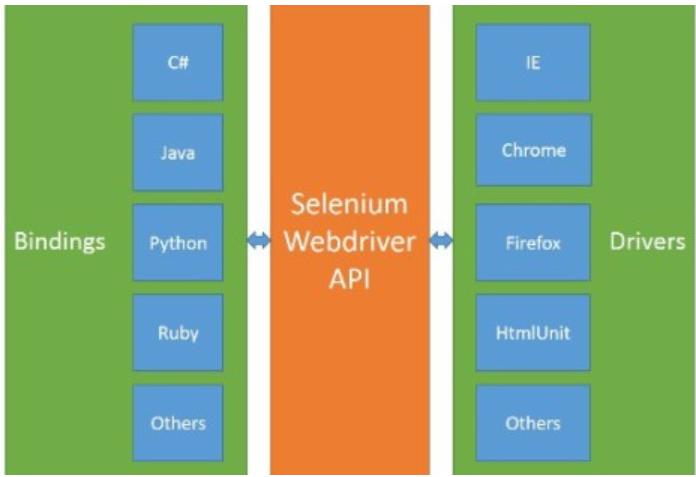 Bindings
C#
Java
Python
Ruby
Others
Selenium
Webdriver
API
IE
Chrome
Firefox
HtmlUnit
Others
Drivers